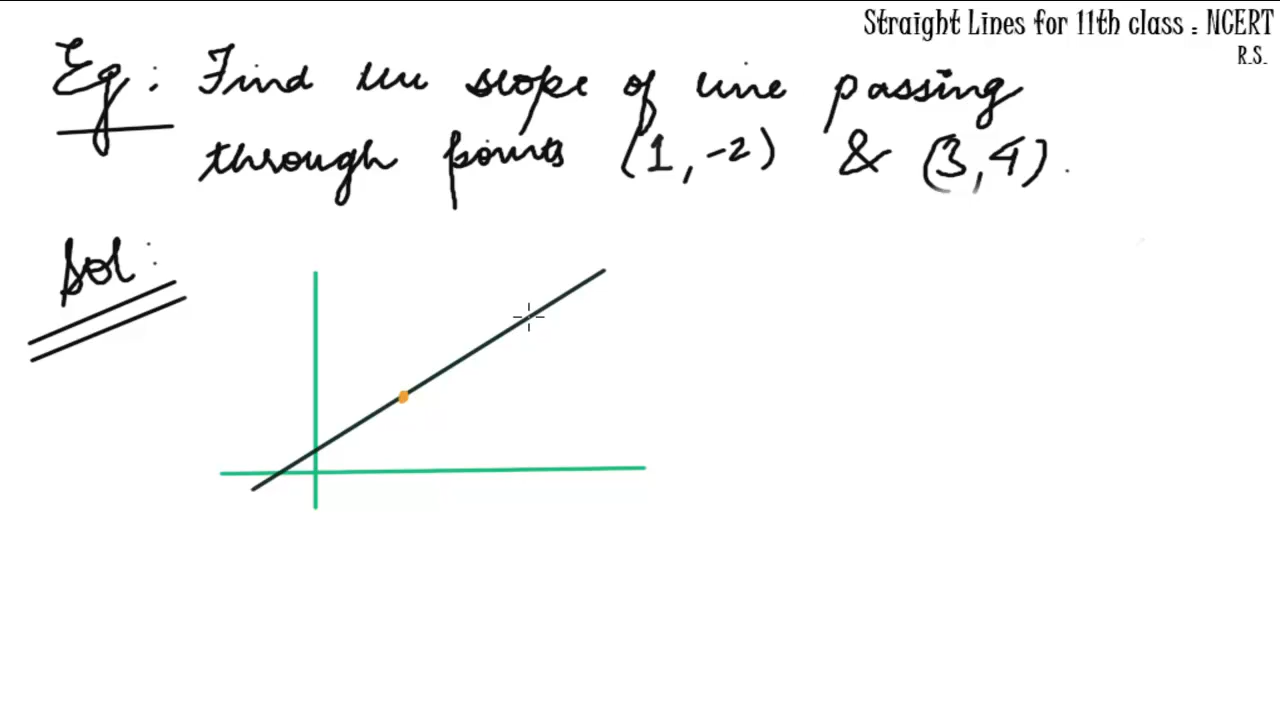 Straight Lines for 11th class : NCERT
R.S.
Eg: Find the slope of line passing
through points (1,-2) & (3,4).
Sol: